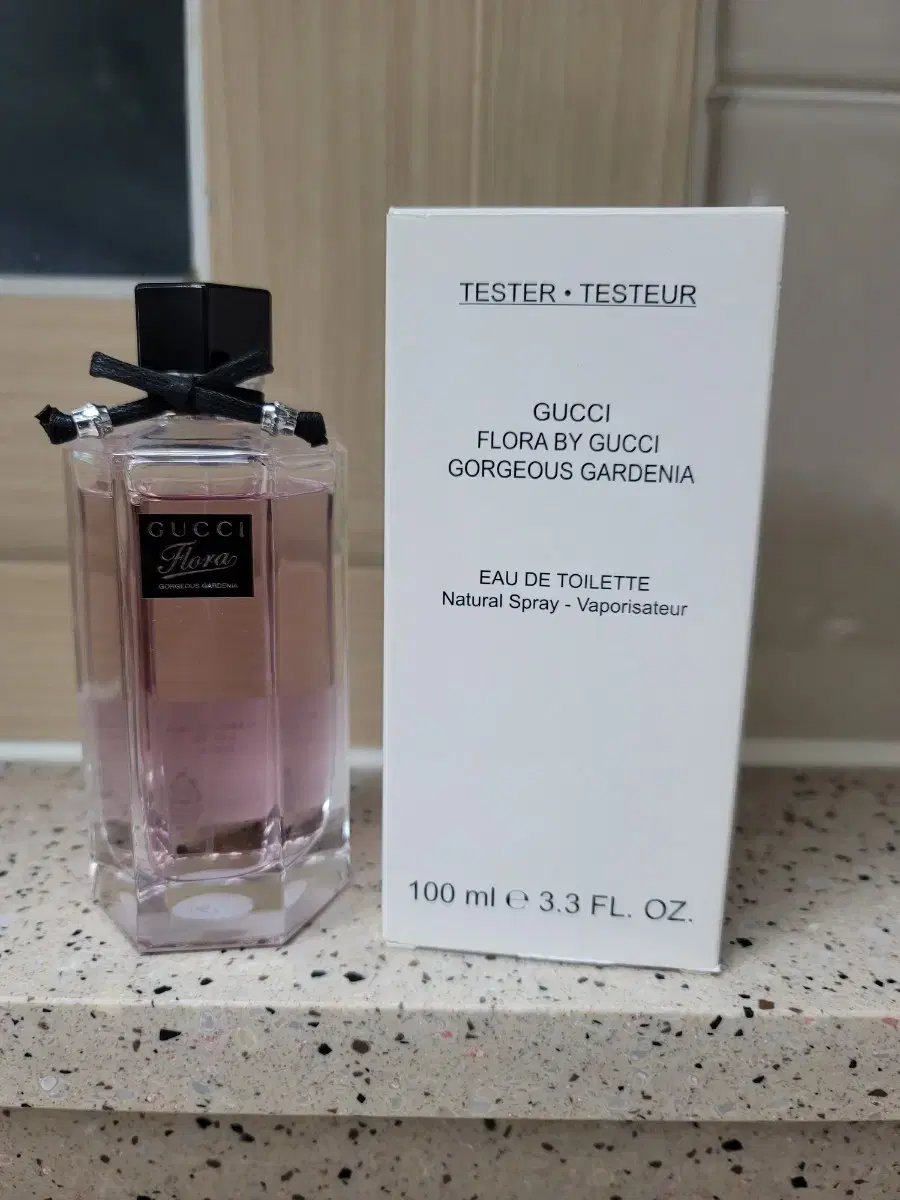 GUCCI
Flora
GORGEOUS GARDENIA
TESTER • TESTEUR
GUCCI
FLORA BY GUCCI
GORGEOUS GARDENIA
EAU DE TOILETTE
Natural Spray - Vaporisateur
100 ml ℮ 3.3 FL. OZ.